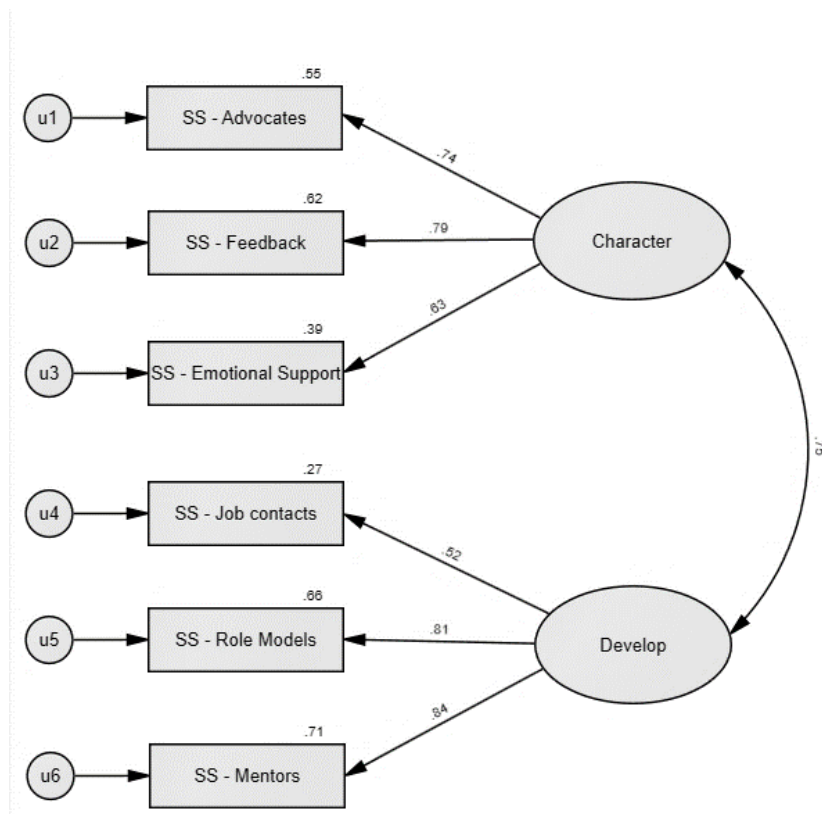 .55
u1
SS - Advocates
.74
.62
u2
SS - Feedback
.79
Character
.39
.63
u3
SS - Emotional Support
.75
.27
u4
SS - Job contacts
.52
.66
u5
SS - Role Models
.81
Develop
.84
.71
u6
SS - Mentors